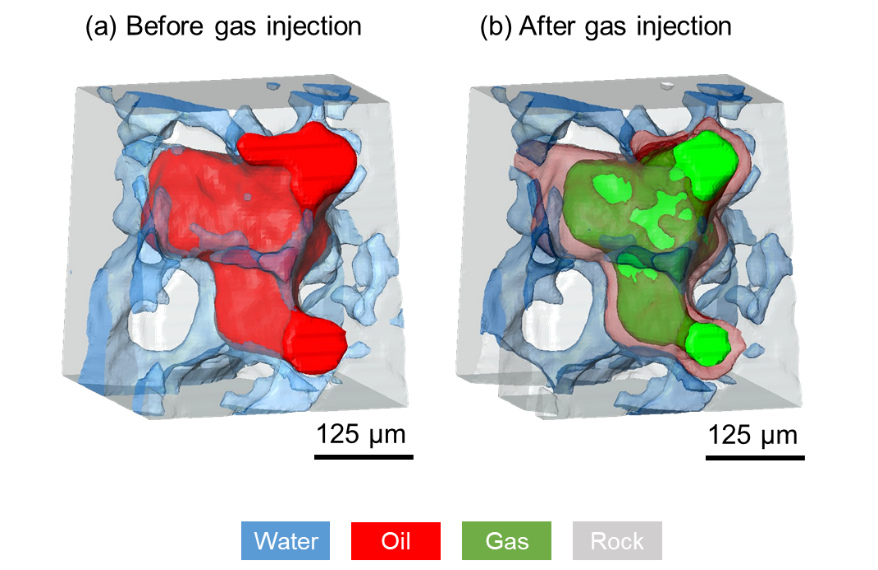 (a) Before gas injection
(b) After gas injection
125 µm
125 µm
Water
Oil
Gas
Rock